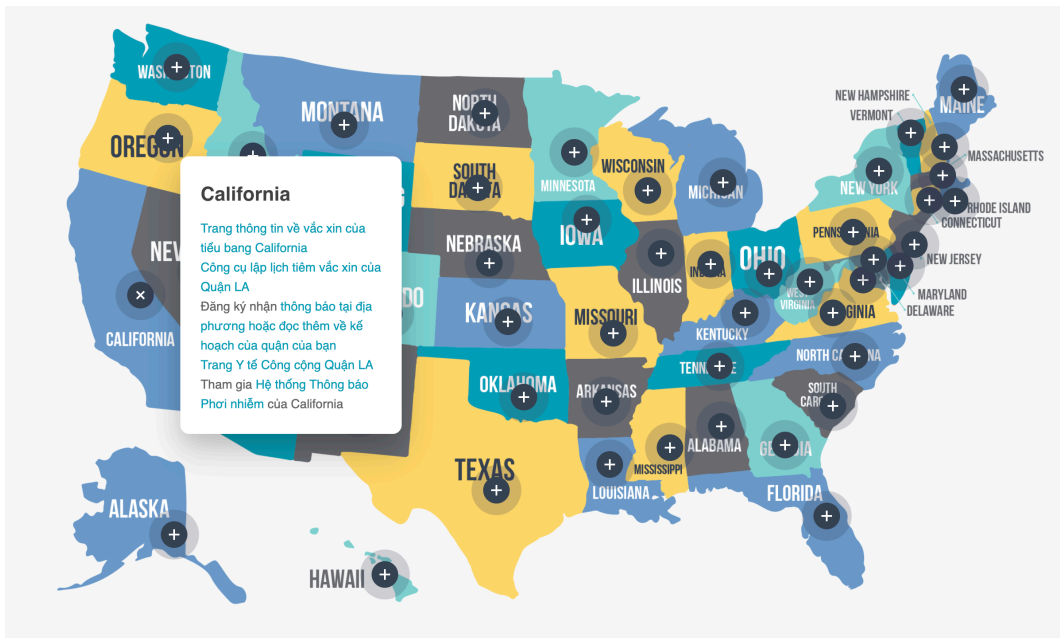 WASHINGTON
OREGON
MONTANA
NORTH
DAKOTA
SOUTH
DAKOTA
MINNESOTA
WISCONSIN
MICHIGAN
NEW HAMPSHIRE
VERMONT
MAINE
MASSACHUSETTS
NEW YORK
RHODE ISLAND
CONNECTICUT
PENNSYLVANIA
NEW JERSEY
MARYLAND
DELAWARE
California
Trang thông tin về vắc xin của
tiểu bang California
Công cụ lập lịch tiêm vắc xin của
Quận LA
Đăng ký nhận thông báo tại địa
phương hoặc đọc thêm về kế
hoạch của quận của bạn
Trang Y tế Công cộng Quận LA
Tham gia Hệ thống Thông báo
Phơi nhiễm của California
CALIFORNIA
NEBRASKA
IOWA
ILLINOIS
INDIANA
OHIO
WEST
VIRGINIA
VIRGINIA
KANSAS
MISSOURI
KENTUCKY
NORTH CAROLINA
TENNESSEE
SOUTH
CAROLINA
OKLAHOMA
ARKANSAS
ALABAMA
GEORGIA
TEXAS
MISSISSIPPI
LOUISIANA
FLORIDA
ALASKA
HAWAII